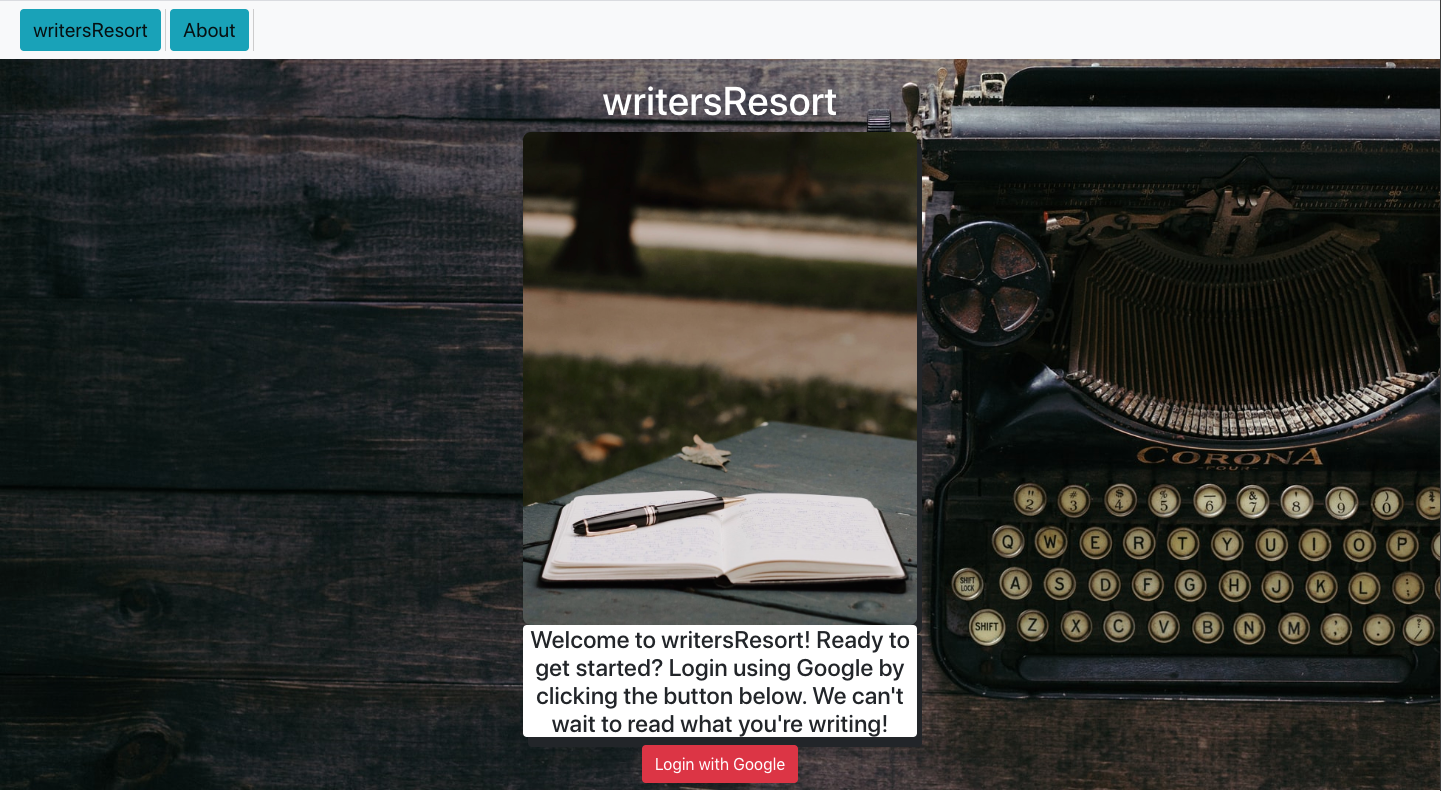 writersResort
About
writersResort
Welcome to writersResort! Ready to
get started? Login using Google by
clicking the button below. We can't
wait to read what you're writing!
Login with Google
CORONA
FOUR
" 2 # 3 $ 4 % 5 _ 6 & 7 ' 8 ( 9 ) 0
Q W E R T Y U I O P
SHIFT LOCK A S D F G H J K L : ;
SHIFT Z X C V B N M , . ? /